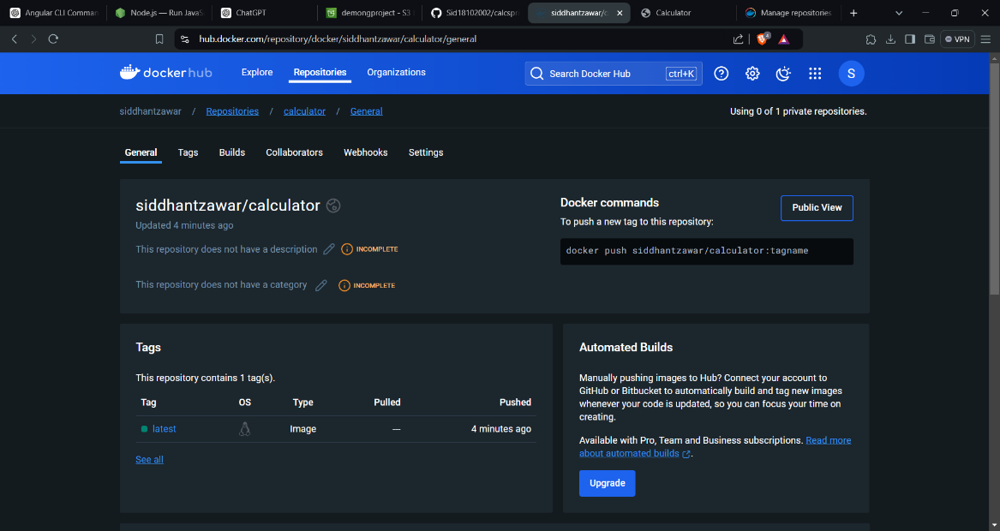 Angular CLI Comman
Node.js — Run JavaS
ChatGPT
demongproject - S3
Sid18102002/calcspr
siddhantzawar/c
Calculator
Manage repositories
hub.docker.com/repository/docker/siddhantzawar/calculator/general
4
VPN
dockerhub
Explore
Repositories
Organizations
Search Docker Hub
ctrl+K
S
siddhantzawar / Repositories / calculator / General
Using 0 of 1 private repositories.
General
Tags
Builds
Collaborators
Webhooks
Settings
siddhantzawar/calculator
Updated 4 minutes ago
This repository does not have a description
INCOMPLETE
This repository does not have a category
INCOMPLETE
Docker commands
To push a new tag to this repository:
Public View
docker push siddhantzawar/calculator:tagname
Tags
This repository contains 1 tag(s).
Tag OS Type Pulled Pushed
latest Image --- 4 minutes ago
See all
Automated Builds
Manually pushing images to Hub? Connect your account to
GitHub or Bitbucket to automatically build and tag new images
whenever your code is updated, so you can focus your time on
creating.
Available with Pro, Team and Business subscriptions. Read more
about automated builds .
Upgrade